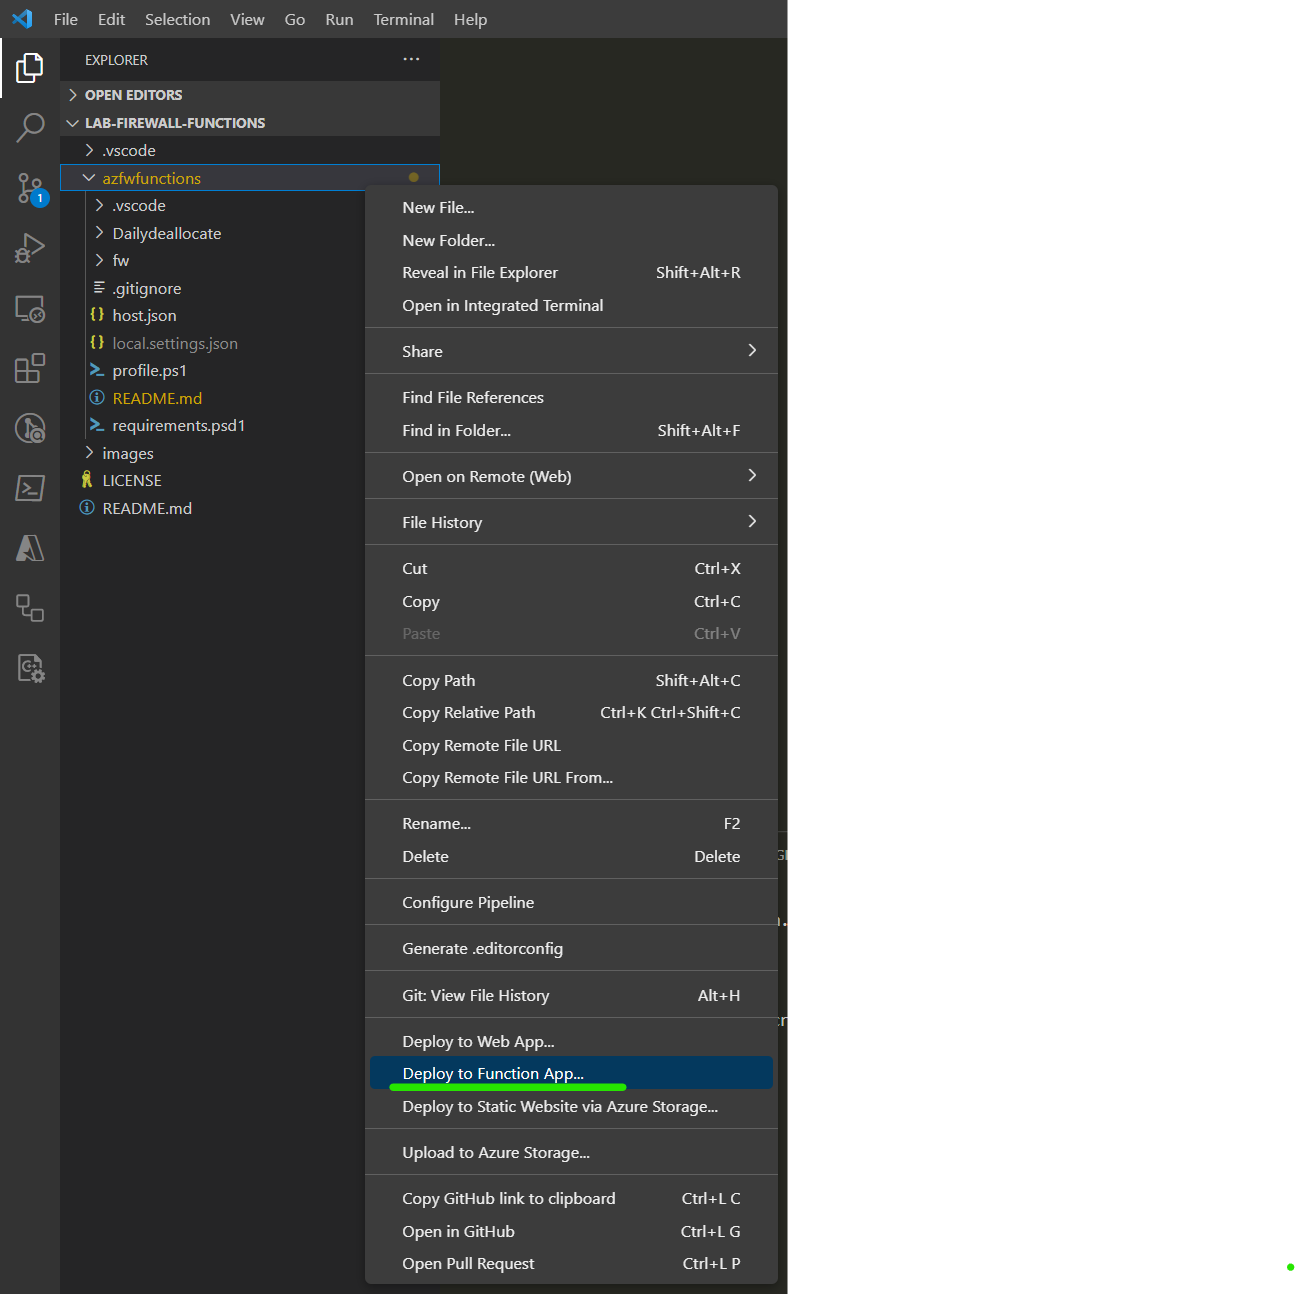 File Edit Selection View Go Run Terminal Help
EXPLORER
OPEN EDITORS
LAB-FIREWALL-FUNCTIONS
.vscode
azfwfunctions
.vscode
1
Dailydeallocate
fw
.gitignore
host.json
local.settings.json
profile.ps1
README.md
requirements.psd1
images
LICENSE
README.md
New File...
New Folder...
Reveal in File Explorer Shift+Alt+R
Open in Integrated Terminal
Share
Find File References
Find in Folder... Shift+Alt+F
Open on Remote (Web)
File History
Cut Ctrl+X
Copy Ctrl+C
Paste Ctrl+V
Copy Path Shift+Alt+C
Copy Relative Path Ctrl+K Ctrl+Shift+C
Copy Remote File URL
Copy Remote File URL From...
Rename... F2
Delete Delete
Configure Pipeline
Generate .editorconfig
Git: View File History Alt+H
Deploy to Web App...
Deploy to Function App...
Deploy to Static Website via Azure Storage...
Upload to Azure Storage...
Copy GitHub link to clipboard Ctrl+L C
Open in GitHub Ctrl+L G
Open Pull Request Ctrl+L P